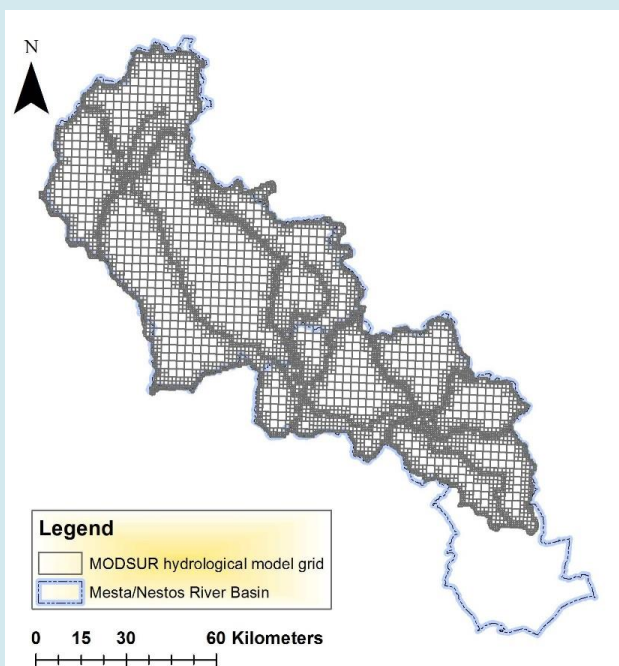 N
Legend
MODSUR hydrological model grid
Mesta/Nestos River Basin
0 15 30 60 Kilometers